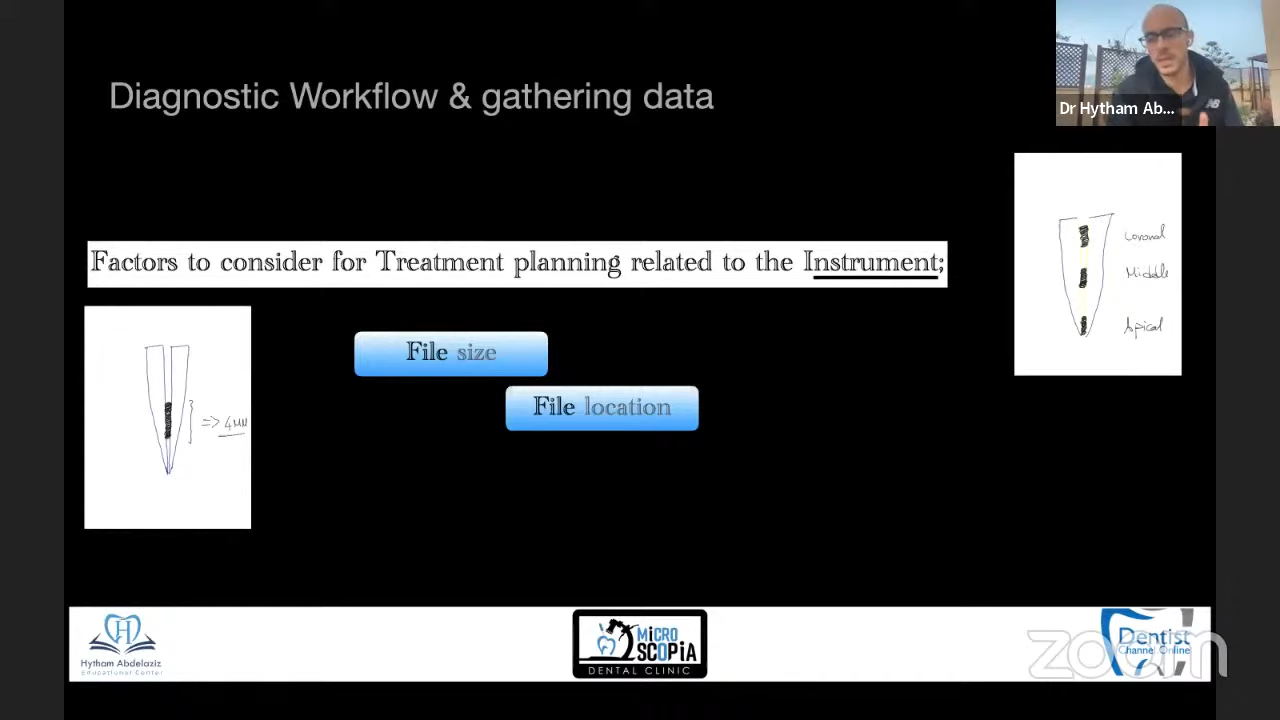 Diagnostic Workflow & gathering data
Dr Hytham Ab...
Factors to consider for Treatment planning related to the Instrument;
File size
File location
=> 4MM
Coronal
Middle
Apical
Hytham Abdelaziz
Educational Center
MiCRO
SCOPiA
DENTAL CLINIC
Dentist
Channel Online
zoom